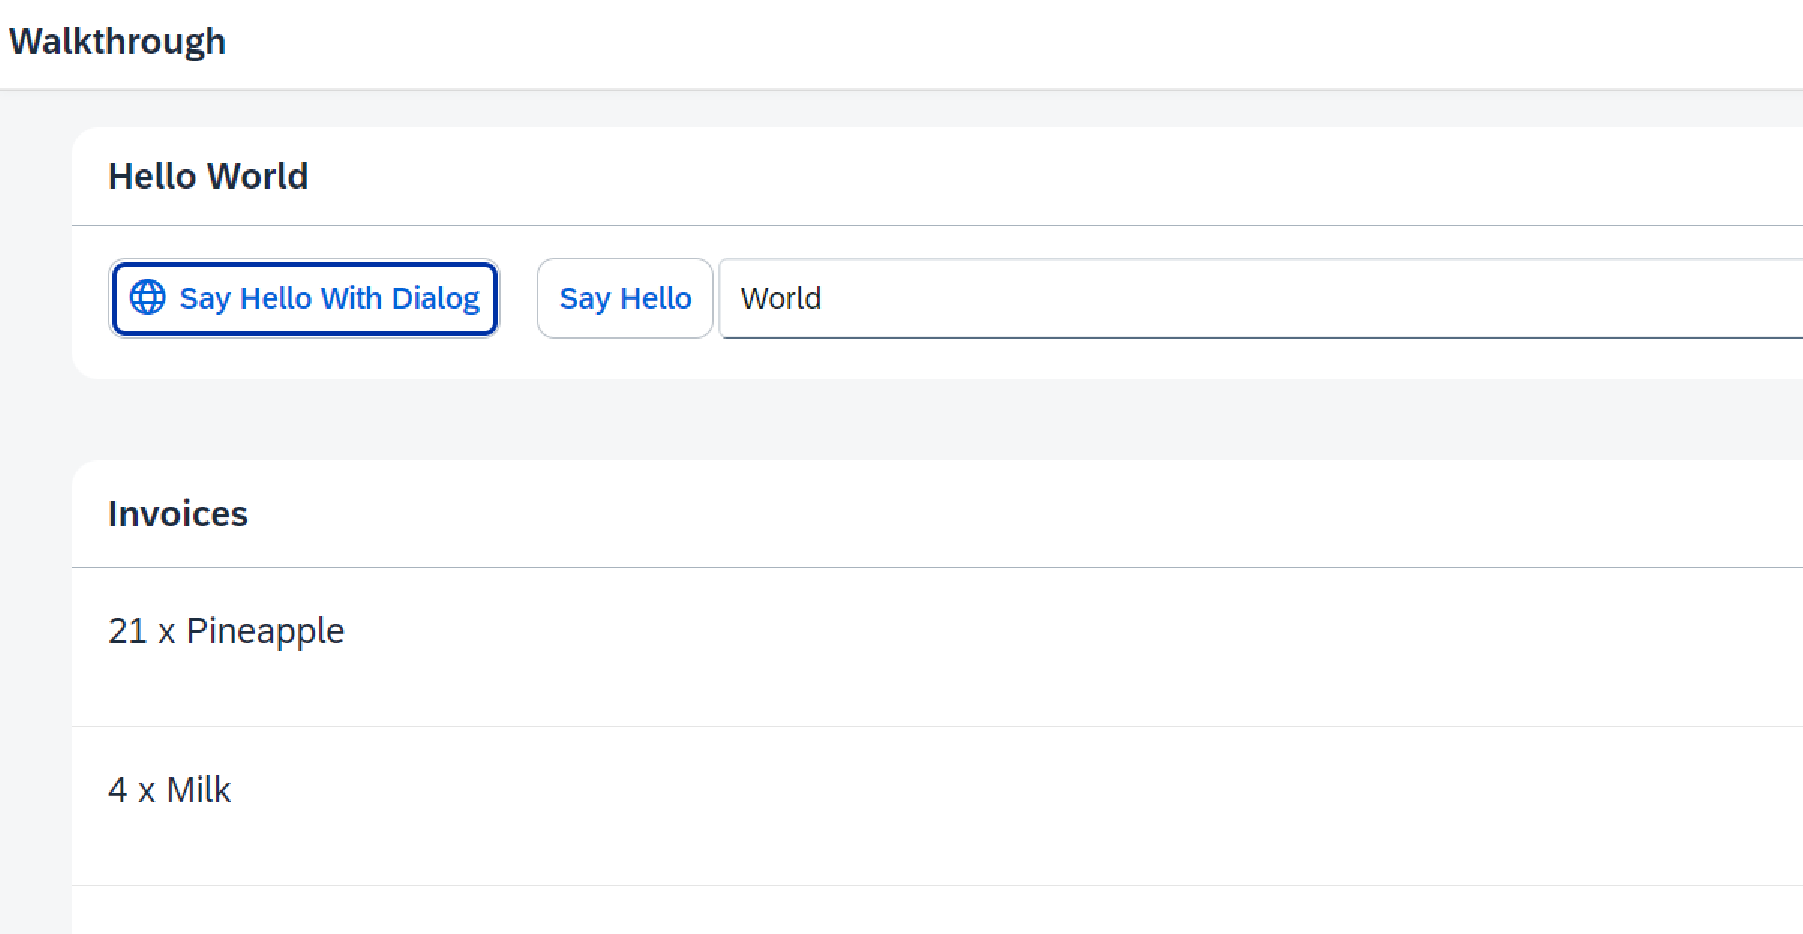 Walkthrough
Hello World
Say Hello With Dialog Say Hello World
Invoices
21 x Pineapple
4 x Milk